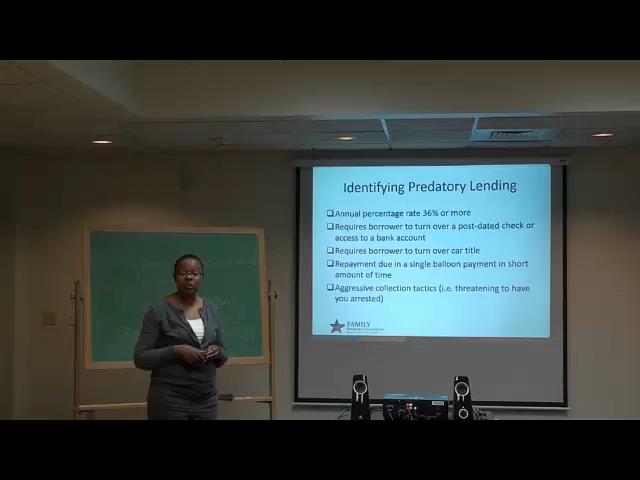 Identifying Predatory Lending
❑Annual percentage rate 36% or more
❑Requires borrower to turn over a post-dated check or
access to a bank account
❑Requires borrower to turn over car title
❑Repayment due in a single balloon payment in short
amount of time
❑Aggressive collection tactics (i.e. threatening to have
you arrested)
FAMILY